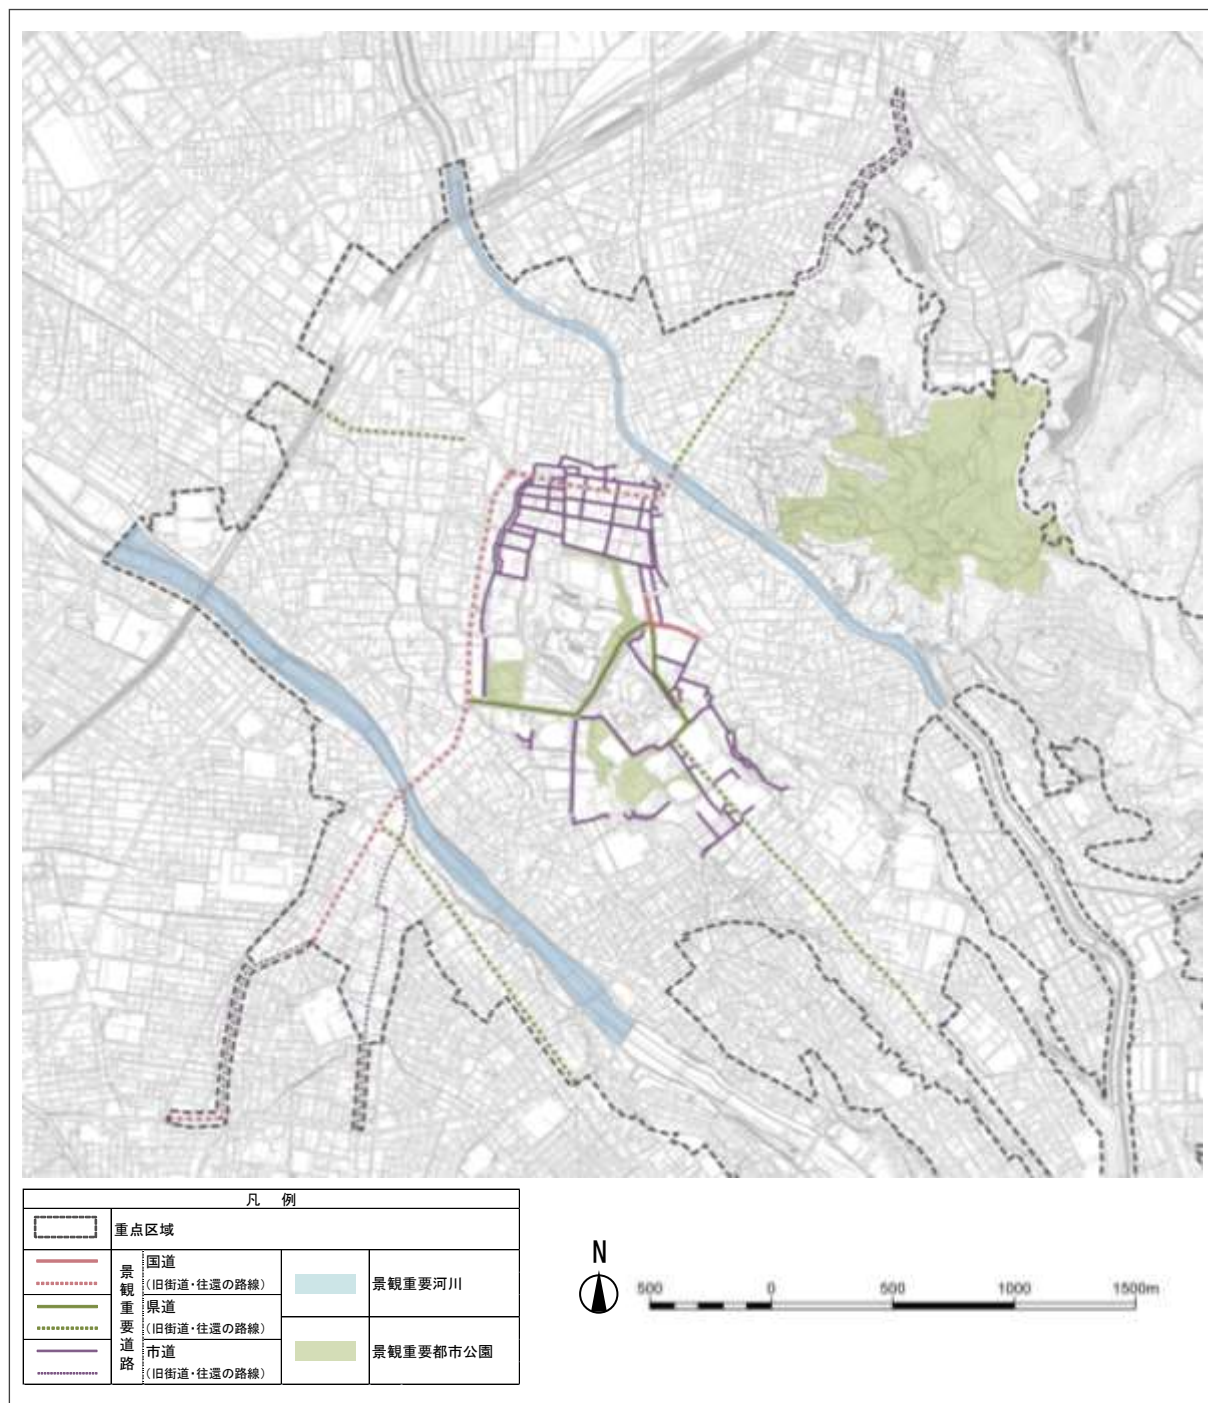 凡 例
重点区域
景観重要道路
国道
(旧街道・往還の路線)
県道
(旧街道・往還の路線)
市道
(旧街道・往還の路線)
景観重要河川
景観重要都市公園
N
500 0 500 1000 1500m